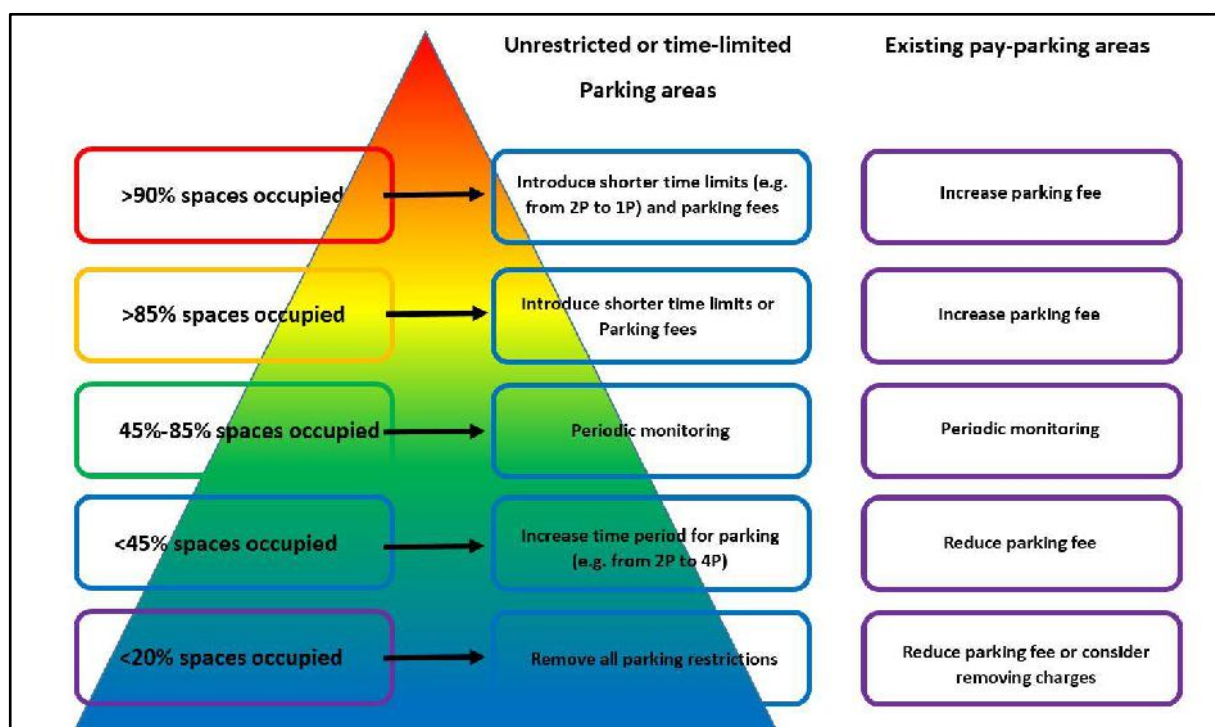 Unrestricted or time-limited
Parking areas
Existing pay-parking areas
>90% spaces occupied
Introduce shorter time limits (e.g.
from 2P to 1P) and parking fees
Increase parking fee
>85% spaces occupied
Introduce shorter time limits or
Parking fees
Increase parking fee
45%-85% spaces occupied
Periodic monitoring
Periodic monitoring
<45% spaces occupied
Increase time period for parking
(e.g. from 2P to 4P)
Reduce parking fee
<20% spaces occupied
Remove all parking restrictions
Reduce parking fee or consider
removing charges